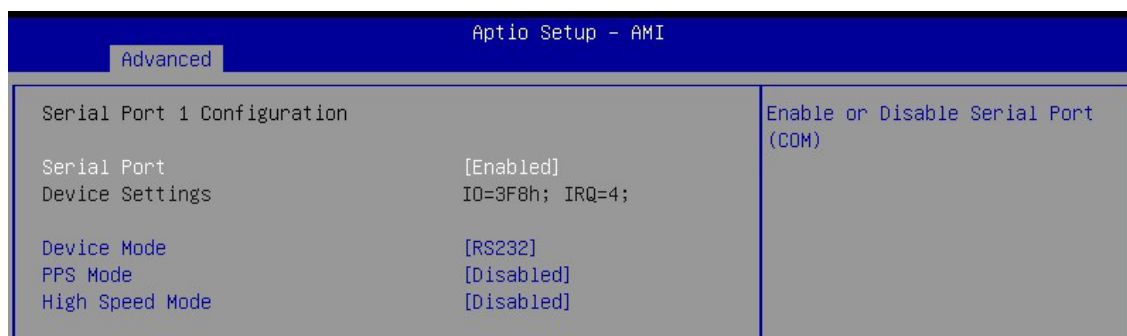 Aptio Setup - AMI
Advanced
Serial Port 1 Configuration
Enable or Disable Serial Port
(COM)
Serial Port [Enabled]
Device Settings IO=3F8h; IRQ=4;
Device Mode [RS232]
PPS Mode [Disabled]
High Speed Mode [Disabled]